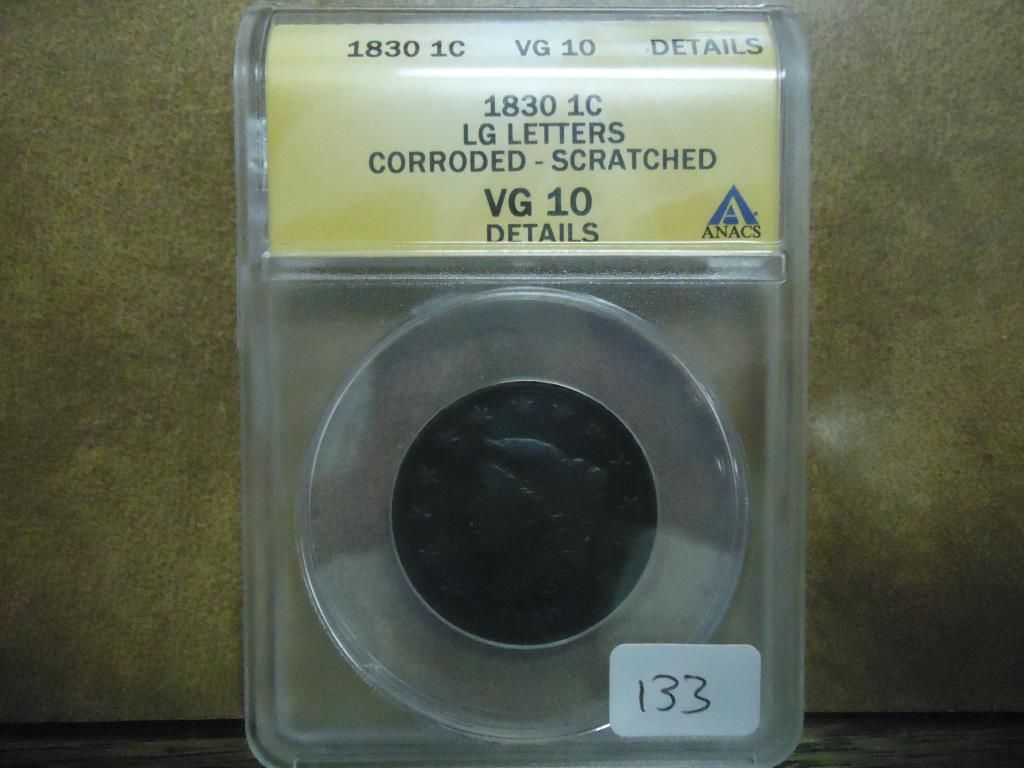 1830 1C VG 10 DETAILS
1830 1C
LG LETTERS
CORRODED - SCRATCHED
VG 10
DETAILS
ANACS
133